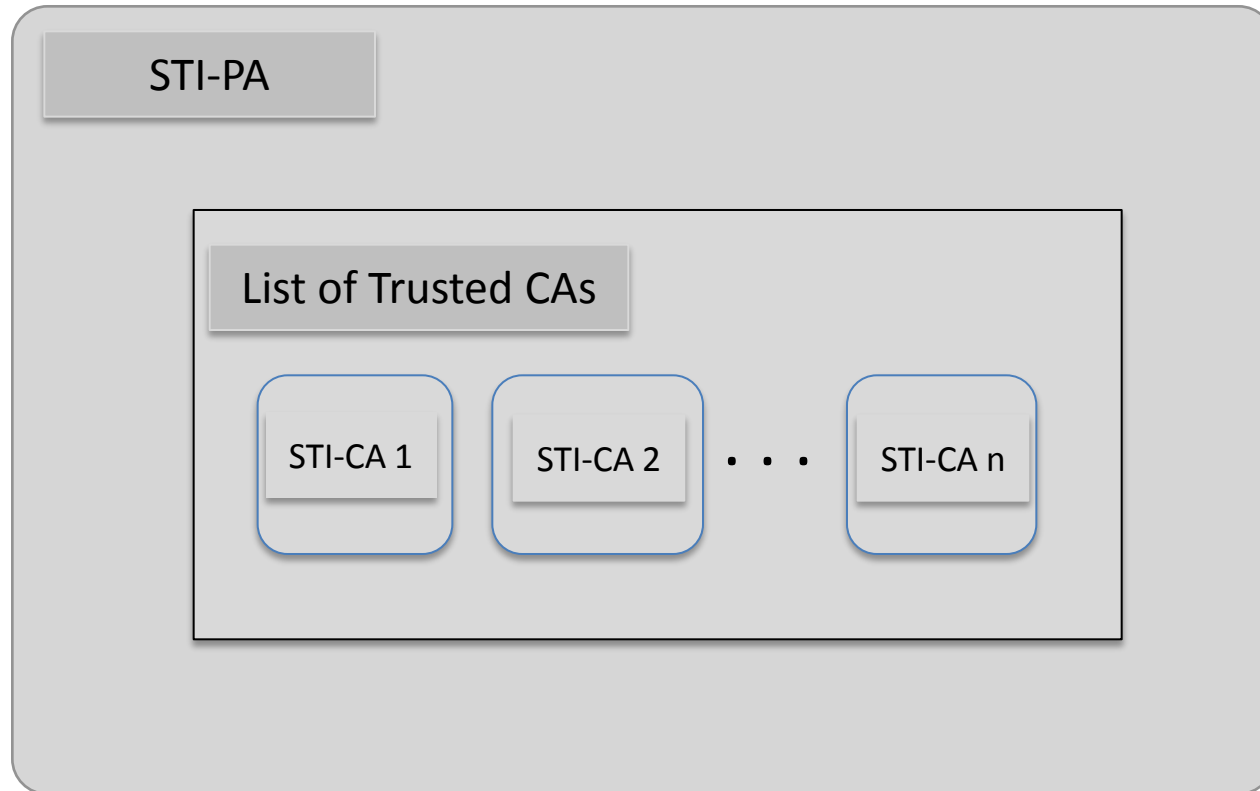 STI-PA
List of Trusted CAs
STI-CA 1
STI-CA 2
. . .
STI-CA n